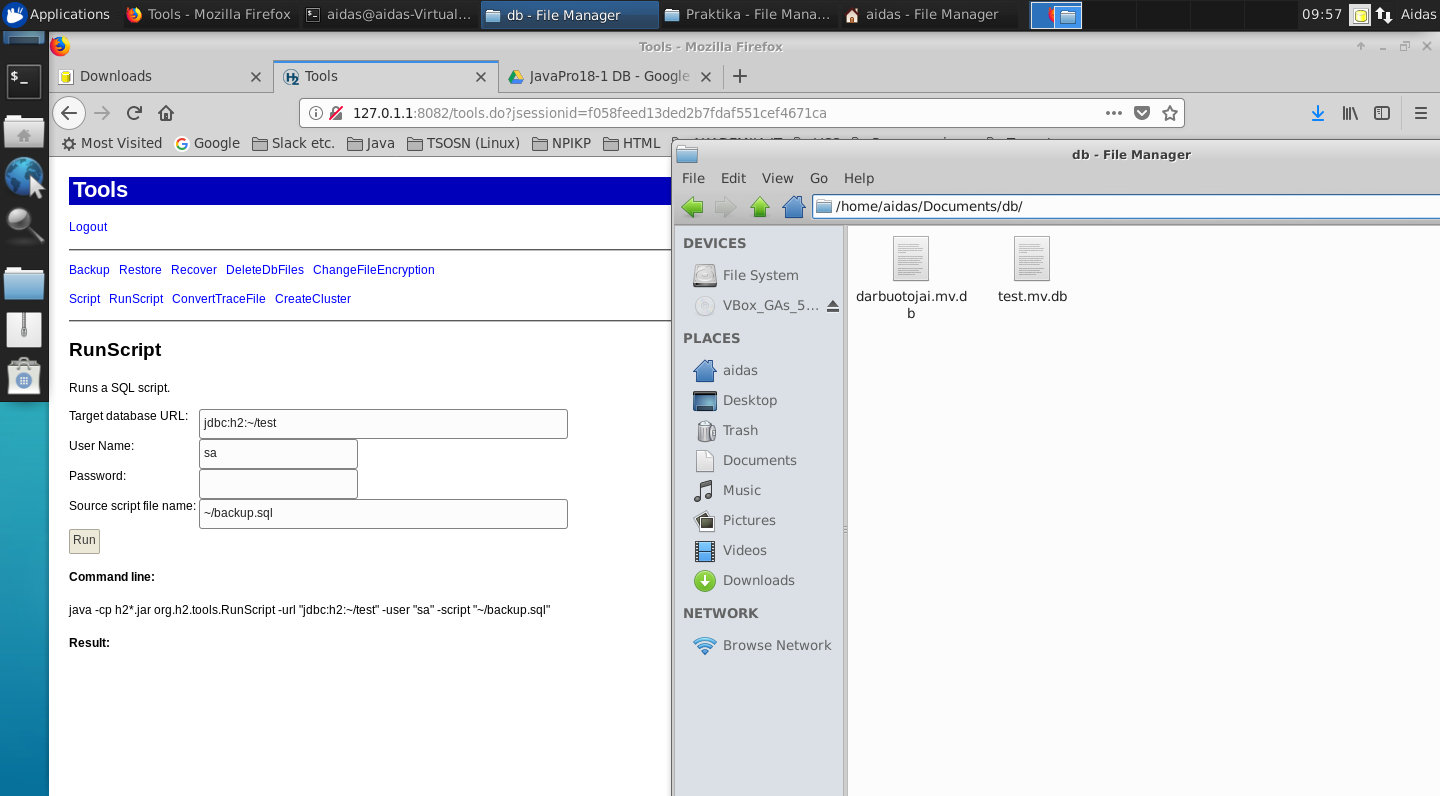 Applications
Tools - Mozilla Firefox
aidas@aidas-Virtual...
db - File Manager
Praktika - File Mana...
aidas - File Manager
09:57
Aidas
Tools - Mozilla Firefox
Downloads
Tools
JavaPro18-1 DB - Google
127.0.1.1:8082/tools.do?jsessionid=f058feed13ded2b7fdaf551cef4671ca
Most Visited
Google
Slack etc.
Java
TSOSN (Linux)
NPIKP
HTML
Tools
Logout
Backup Restore Recover DeleteDbFiles ChangeFileEncryption
Script RunScript ConvertTraceFile CreateCluster
RunScript
Runs a SQL script.
Target database URL: jdbc:h2:~/test
User Name: sa
Password:
Source script file name: ~/backup.sql
Run
Command line:
java -cp h2*.jar org.h2.tools.RunScript -url "jdbc:h2:~/test" -user "sa" -script "~/backup.sql"
Result:
db - File Manager
File Edit View Go Help
/home/aidas/Documents/db/
DEVICES
File System
VBox_GAs_5...
PLACES
aidas
Desktop
Trash
Documents
Music
Pictures
Videos
Downloads
NETWORK
Browse Network
darbuotojai.mv.d
b
test.mv.db